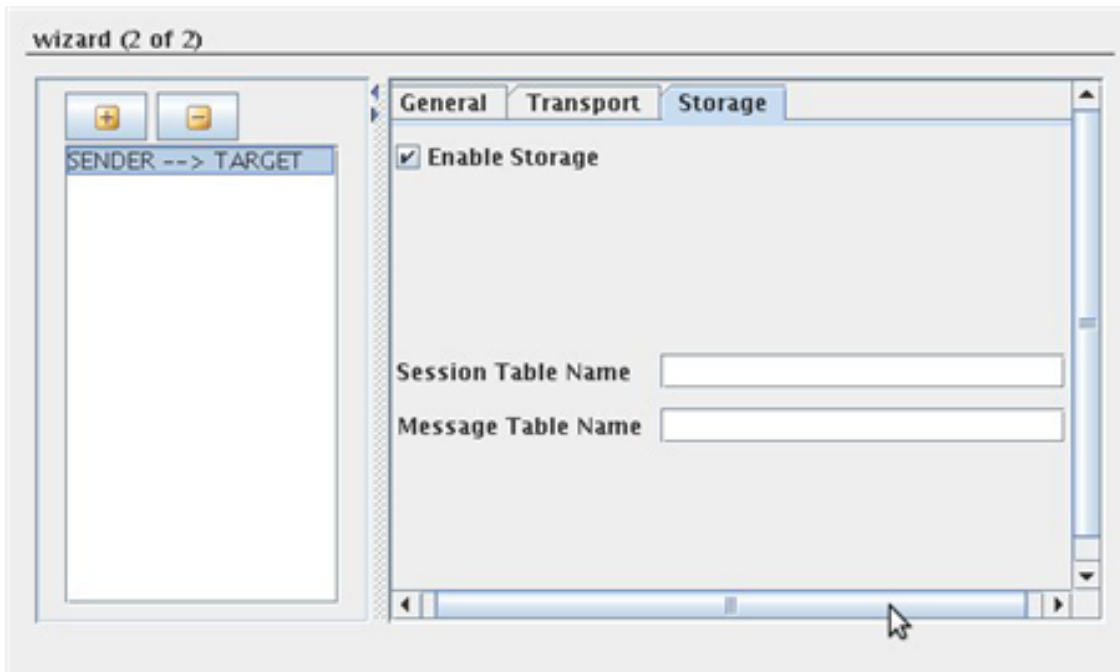 wizard (2 of 2)
SENDER --> TARGET
General Transport Storage
Enable Storage
Session Table Name
Message Table Name